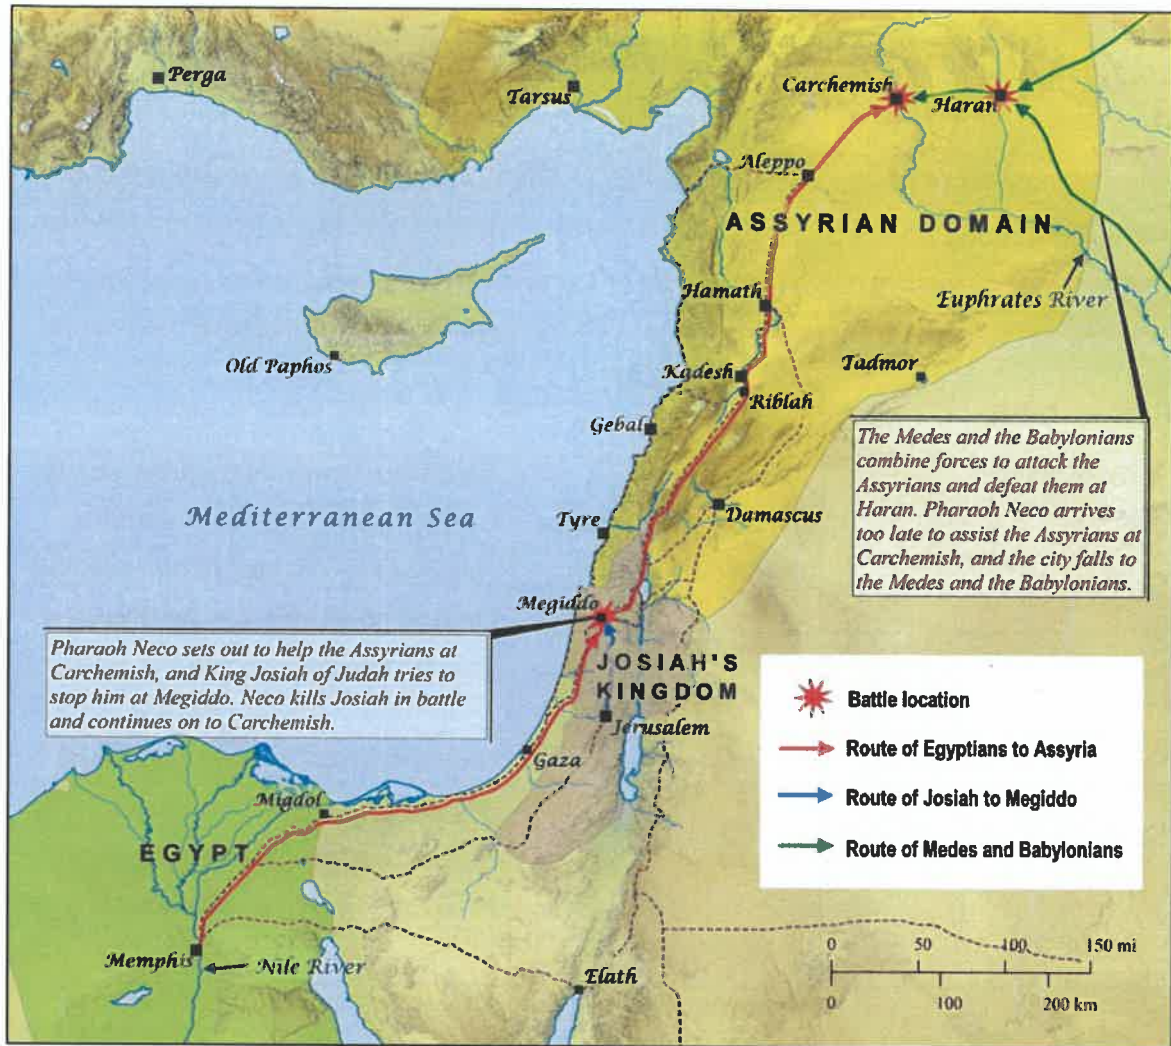 Perga
Tarsus
Carchemish
Haran
Aleppo
ASSYRIAN DOMAIN
Hamath
Euphrates River
Old Paphos
Kadesh
Tadmor
Riblah
Gebal
The Medes and the Babylonians
combine forces to attack the
Assyrians and defeat them at
Haran. Pharaoh Neco arrives
too late to assist the Assyrians at
Carchemish, and the city falls to
the Medes and the Babylonians.
Mediterranean Sea
Tyre
Damascus
Megiddo
Pharaoh Neco sets out to help the Assyrians at
Carchemish, and King Josiah of Judah tries to
stop him at Megiddo. Neco kills Josiah in battle
and continues on to Carchemish.
JOSIAH'S
KINGDOM
Jerusalem
Gaza
Migdol
EGYPT
Memphis
Nile River
Elath
Battle location
Route of Egyptians to Assyria
Route of Josiah to Megiddo
Route of Medes and Babylonians
0 50 100 150 mi
0 100 200 km